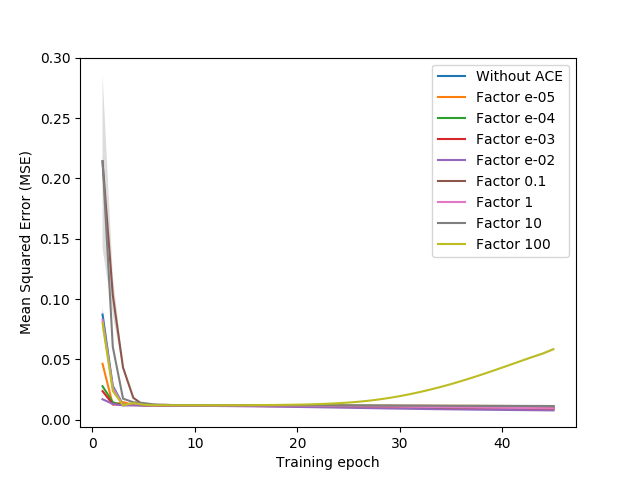 0.30
0.25
0.20
0.15
0.10
0.05
0.00
Mean Squared Error (MSE)
0
10
20
30
40
Training epoch
Without ACE
Factor e-05
Factor e-04
Factor e-03
Factor e-02
Factor 0.1
Factor 1
Factor 10
Factor 100